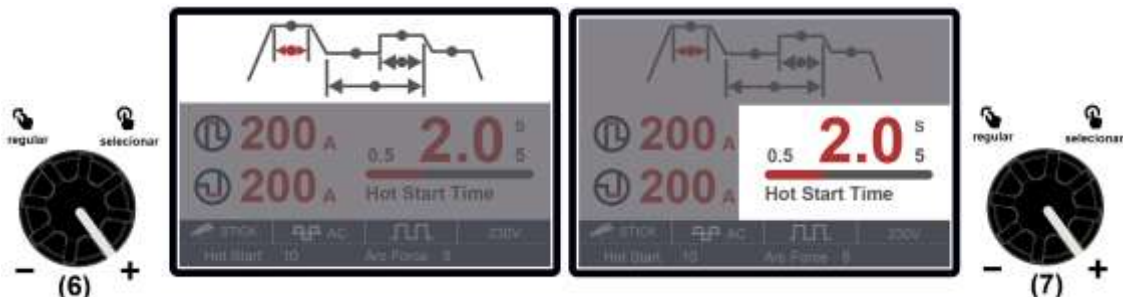 regular selecionar
- +
(6)
200 A
200 A
2.0 S
0.5 5
Hot Start Time
STICK AC 230V
Hot Start 10 Arc Force
200 A
200 A
2.0 S
0.5 5
Hot Start Time
STICK AC 230V
Hot Start 10 Arc Force
regular selecionar
- +
(7)